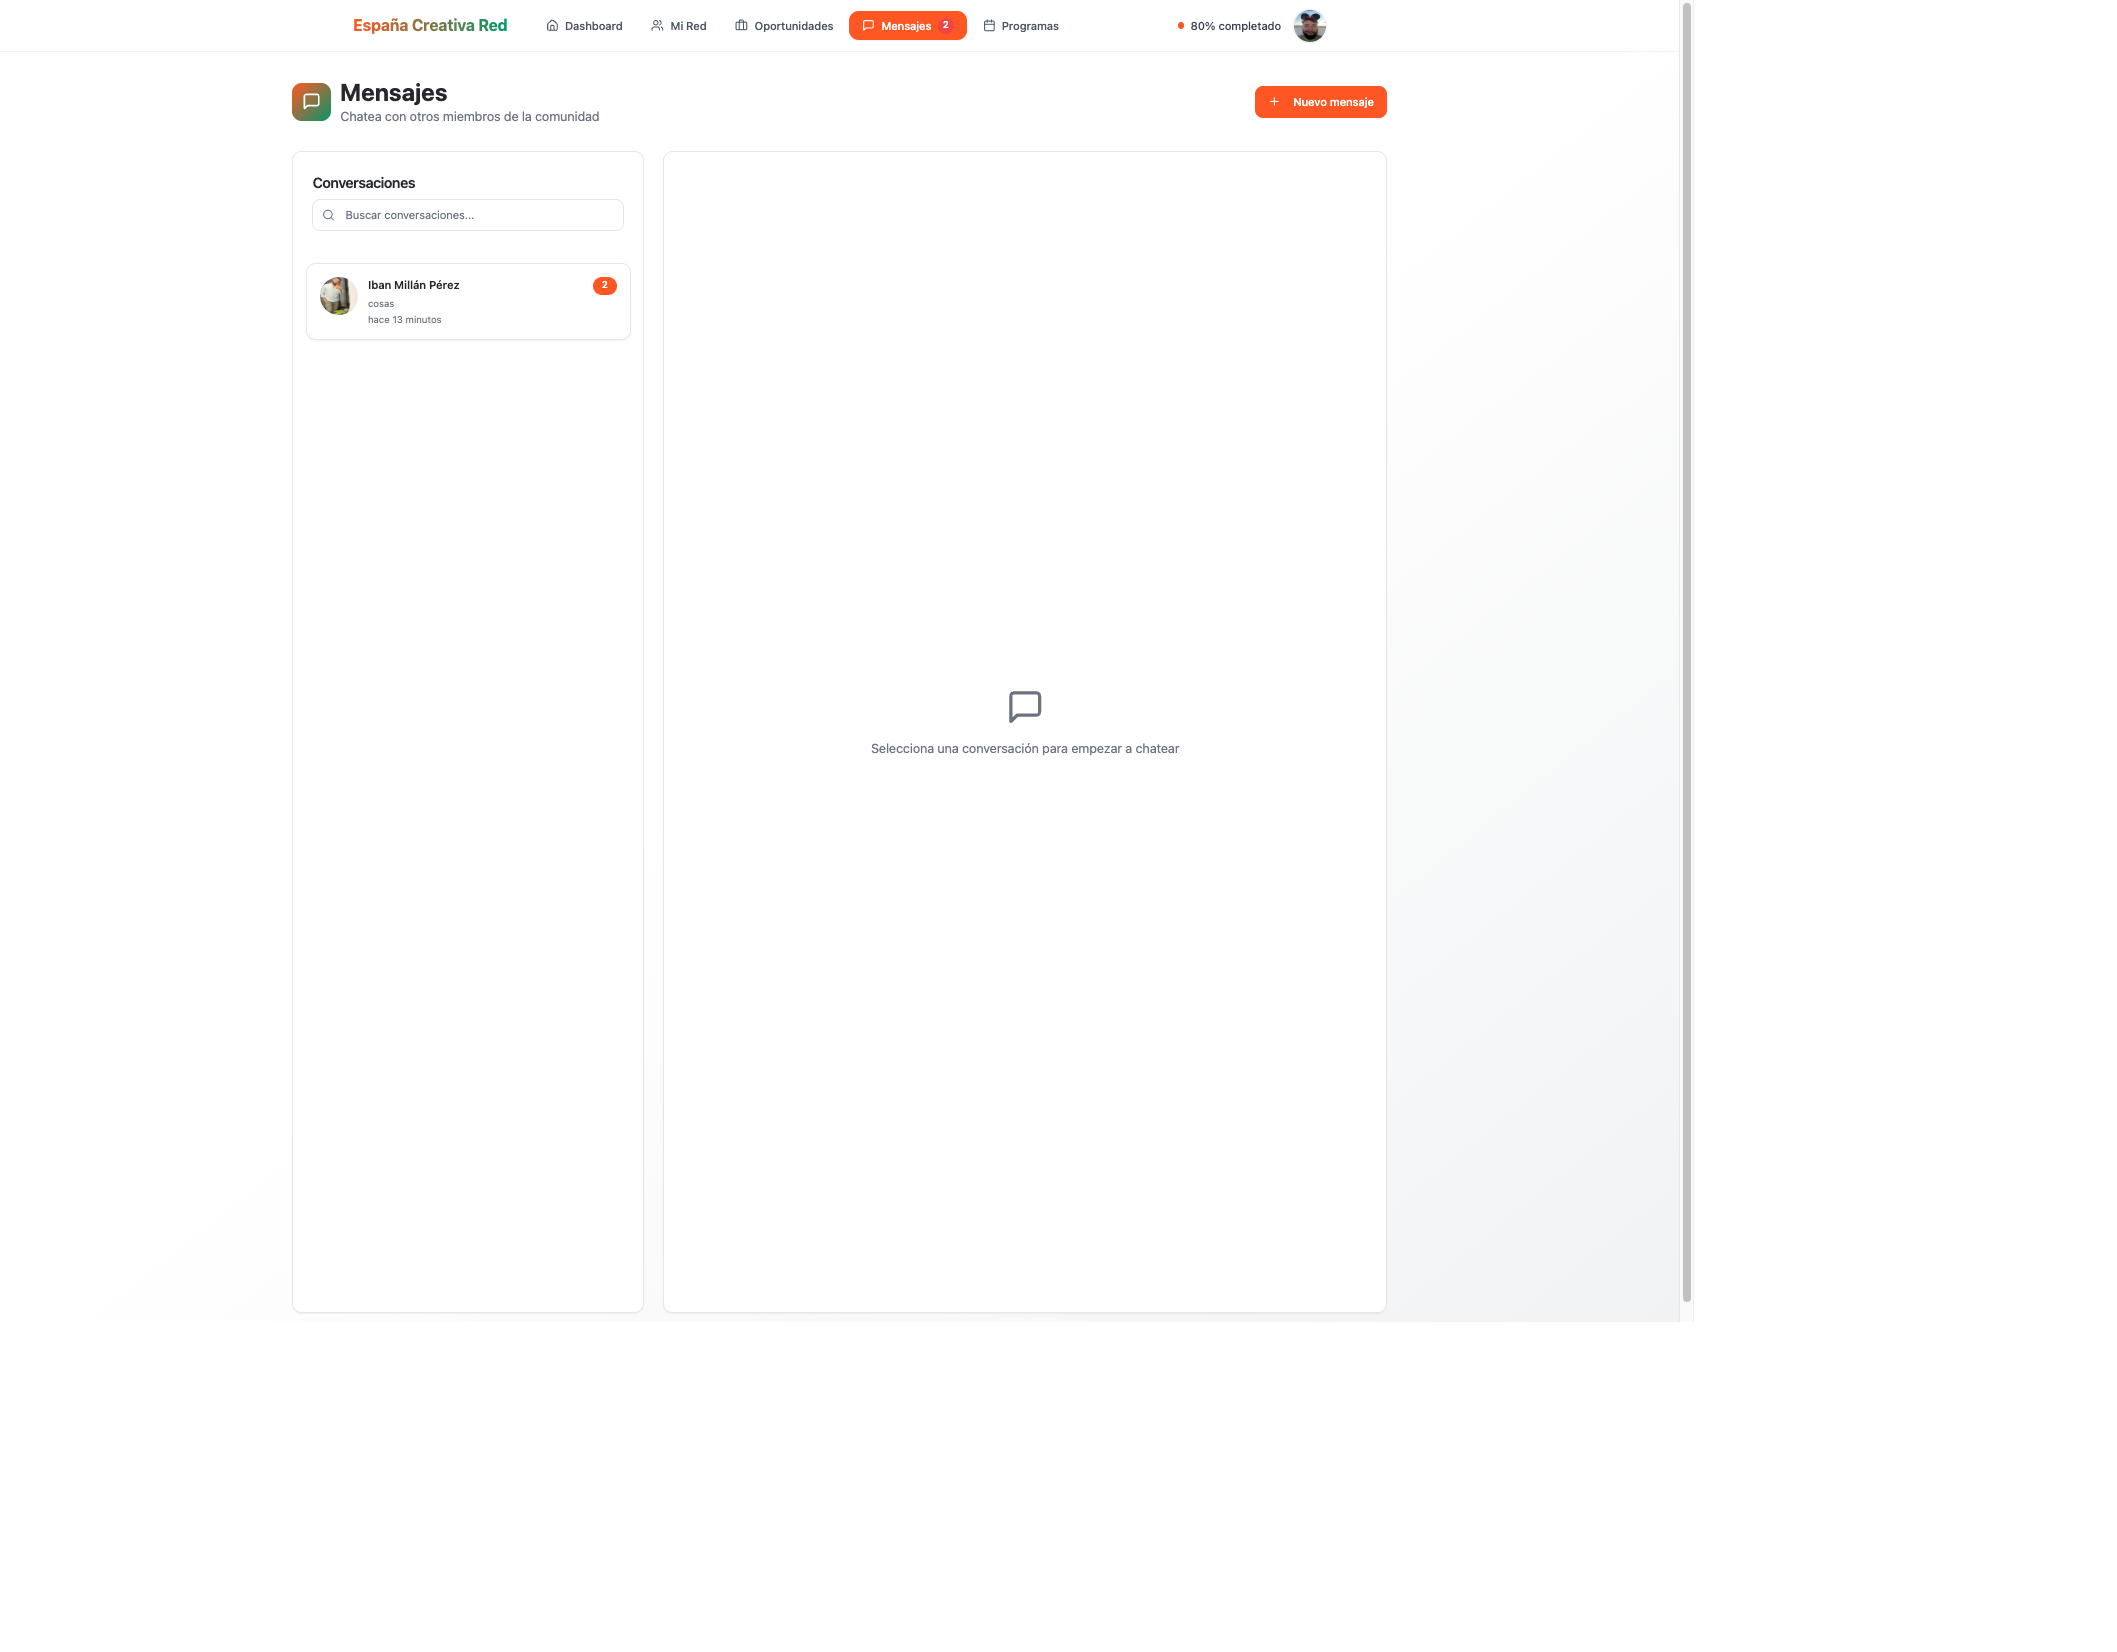 España Creativa Red
Dashboard
Mi Red
Oportunidades
Mensajes 2
Programas
80% completado
Mensajes
Chatea con otros miembros de la comunidad
Nuevo mensaje
Conversaciones
Buscar conversaciones...
Iban Millán Pérez
2
cosas
hace 13 minutos
Selecciona una conversación para empezar a chatear